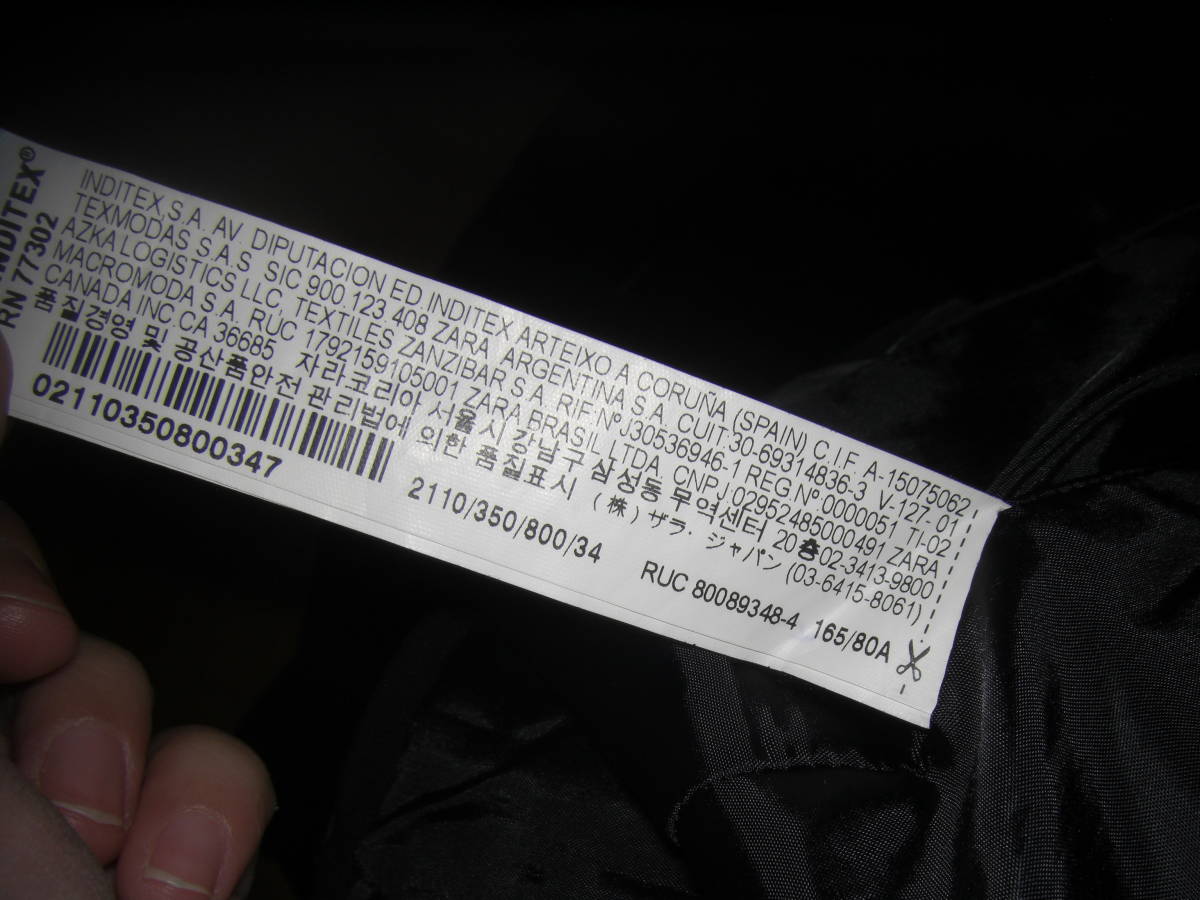 INDITEX®
RN 77302
INDITEX,S.A. AV. DIPUTACION ED.INDITEX ARTEIXO A CORUÑA (SPAIN) C.I.F. A-15075062
TEXMODAS S.A.S. SIC 900.123.408 ZARA ARGENTINA S.A. CUIT:30-69314836-3 V-127-01
AZKA LOGISTICS LLC, TEXTILES ZANZIBAR S.A. RIF.Nº J30536946-1 REG.Nº 0000051 TI-02
MACROMODA S.A. RUC 1792159105001 ZARA BRASIL LTDA. CNPJ:02952485000491 ZARA
CANADA INC.CA 36685 자라코리아 서울시 강남구 삼성동 무역센터 20층 02-3413-9800
품질경영 및 공산품안전 관리법에 의한 품질표시 (株) ザラ・ジャパン (03-6415-8061)
02110350800347
2110/350/800/34
RUC 80089348-4
165/80A